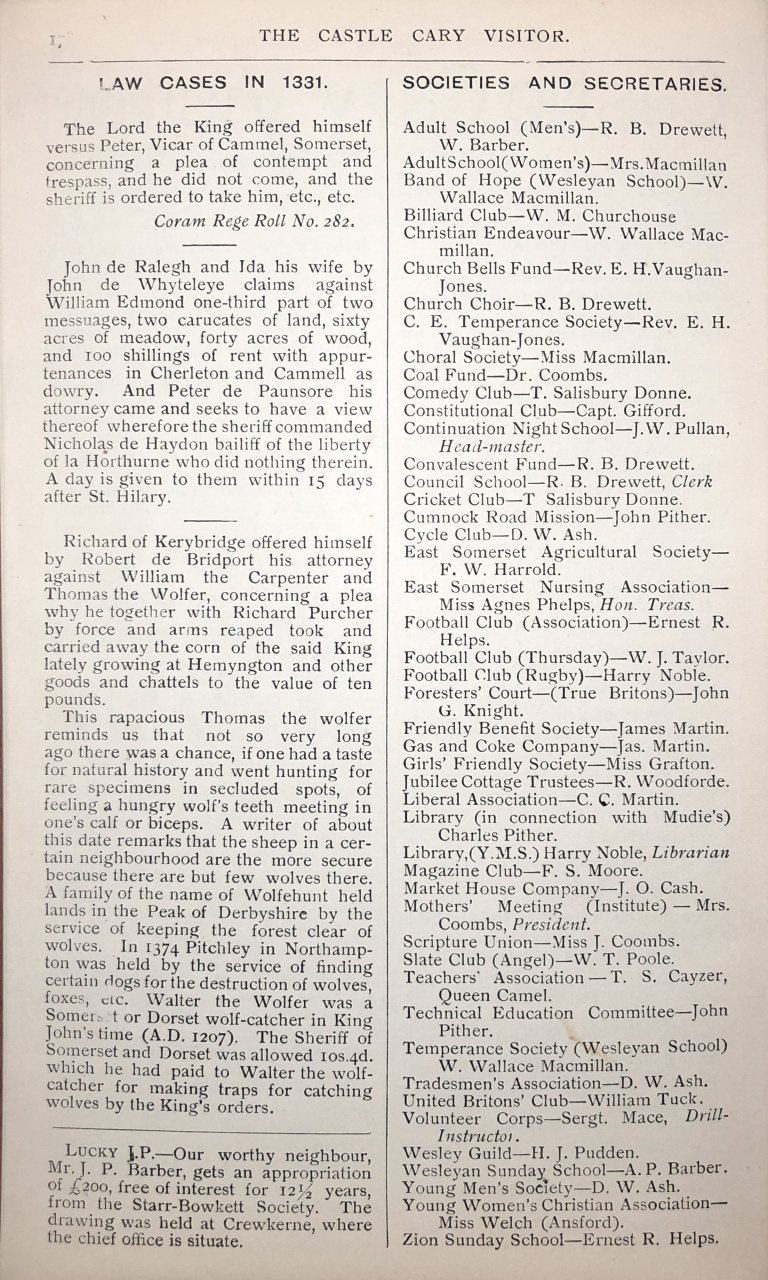 THE CASTLE CARY VISITOR.
LAW CASES IN 1331.
The Lord the King offered himself
versus Peter, Vicar of Cammel, Somerset,
concerning a plea of contempt and
trespass, and he did not come, and the
sheriff is ordered to take him, etc., etc.
Coram Rege Roll No. 282.
John de Ralegh and Ida his wife by
John de Whyteleye claims against
William Edmond one-third part of two
messuages, two carucates of land, sixty
acres of meadow, forty acres of wood,
and 100 shillings of rent with appur-
tenances in Cherleton and Cammell as
dowry. And Peter de Paunsore his
attorney came and seeks to have a view
thereof wherefore the sheriff commanded
Nicholas de Haydon bailiff of the liberty
of la Horthurne who did nothing therein.
A day is given to them within 15 days
after St. Hilary.
Richard of Kerybridge offered himself
by Robert de Bridport his attorney
against William the Carpenter and
Thomas the Wolfer, concerning a plea
why he together with Richard Purcher
by force and arms reaped took and
carried away the corn of the said King
lately growing at Hemyngton and other
goods and chattels to the value of ten
pounds.
This rapacious Thomas the wolfer
reminds us that not so very long
ago there was a chance, if one had a taste
for natural history and went hunting for
rare specimens in secluded spots, of
feeling a hungry wolf's teeth meeting in
one's calf or biceps. A writer of about
this date remarks that the sheep in a cer-
tain neighbourhood are the more secure
because there are but few wolves there.
A family of the name of Wolfehunt held
lands in the Peak of Derbyshire by the
service of keeping the forest clear of
wolves. In 1374 Pitchley in Northamp-
ton was held by the service of finding
certain dogs for the destruction of wolves,
foxes, etc. Walter the Wolfer was a
Somerset or Dorset wolf-catcher in King
John's time (A.D. 1207). The Sheriff of
Somerset and Dorset was allowed 10s.4d.
which he had paid to Walter the wolf-
catcher for making traps for catching
wolves by the King's orders.
LUCKY J.P.—Our worthy neighbour,
Mr. J. P. Barber, gets an appropriation
of £200, free of interest for 12½ years,
from the Starr-Bowkett Society. The
drawing was held at Crewkerne, where
the chief office is situate.
SOCIETIES AND SECRETARIES.
Adult School (Men's)—R. B. Drewett,
W. Barber.
Adult School (Women's)—Mrs. Macmillan
Band of Hope (Wesleyan School)—W.
Wallace Macmillan.
Billiard Club—W. M. Churchouse
Christian Endeavour—W. Wallace Mac-
millan.
Church Bells Fund—Rev. E. H. Vaughan-
Jones.
Church Choir—R. B. Drewett.
C. E. Temperance Society—Rev. E. H.
Vaughan-Jones.
Choral Society—Miss Macmillan.
Coal Fund—Dr. Coombs.
Comedy Club—T. Salisbury Donne.
Constitutional Club—Capt. Gifford.
Continuation Night School—J. W. Pullan,
Head-master.
Convalescent Fund—R. B. Drewett.
Council School—R. B. Drewett, Clerk
Cricket Club—T Salisbury Donne.
Cumnock Road Mission—John Pither.
Cycle Club—D. W. Ash.
East Somerset Agricultural Society—
F. W. Harrold.
East Somerset Nursing Association—
Miss Agnes Phelps, Hon. Treas.
Football Club (Association)—Ernest R.
Helps.
Football Club (Thursday)—W. J. Taylor.
Football Club (Rugby)—Harry Noble.
Foresters' Court—(True Britons)—John
G. Knight.
Friendly Benefit Society—James Martin.
Gas and Coke Company—Jas. Martin.
Girls' Friendly Society—Miss Grafton.
Jubilee Cottage Trustees—R. Woodforde.
Liberal Association—C. C. Martin.
Library (in connection with Mudie's)
Charles Pither.
Library,(Y.M.S.) Harry Noble, Librarian
Magazine Club—F. S. Moore.
Market House Company—J. O. Cash.
Mothers' Meeting (Institute) — Mrs.
Coombs, President.
Scripture Union—Miss J. Coombs.
Slate Club (Angel)—W. T. Poole.
Teachers' Association — T. S. Cayzer,
Queen Camel.
Technical Education Committee—John
Pither.
Temperance Society (Wesleyan School)
W. Wallace Macmillan.
Tradesmen's Association—D. W. Ash.
United Britons' Club—William Tuck.
Volunteer Corps—Sergt. Mace, Drill-
Instructor.
Wesley Guild—H. J. Pudden.
Wesleyan Sunday School—A. P. Barber.
Young Men's Society—D. W. Ash.
Young Women's Christian Association—
Miss Welch (Ansford).
Zion Sunday School—Ernest R. Helps.